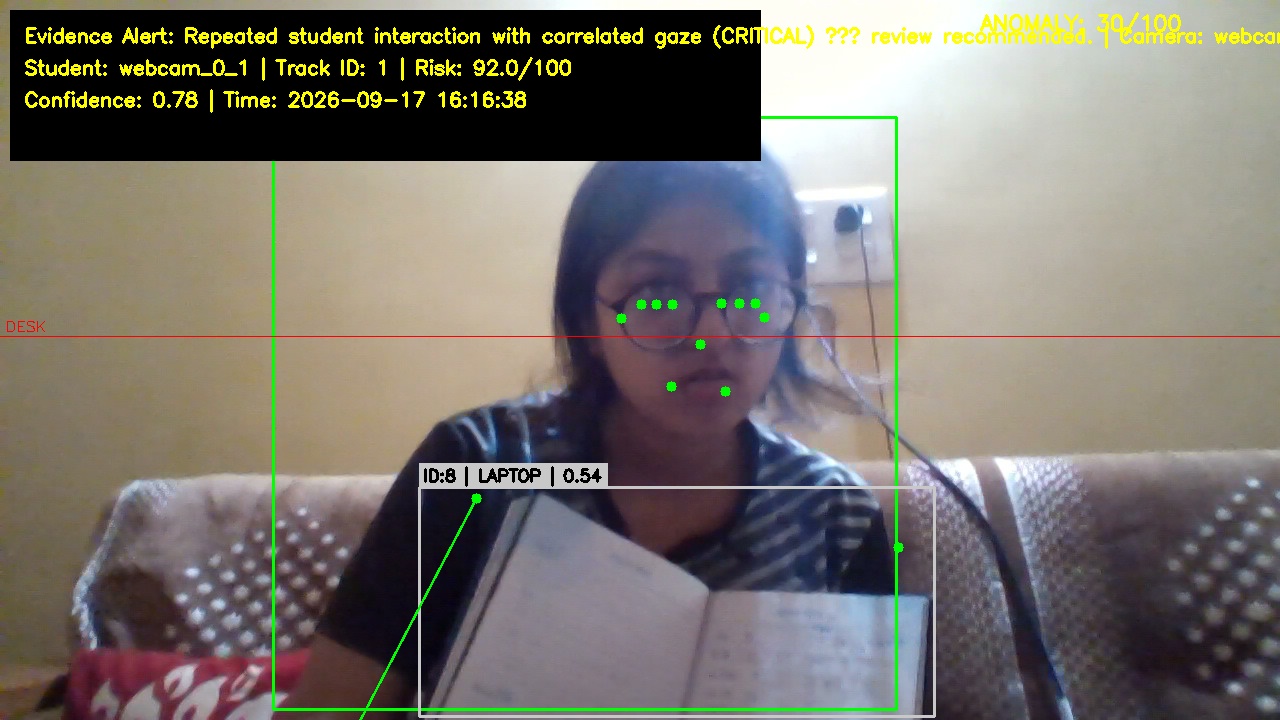 ANOMALY: 30/100
Evidence Alert: Repeated student interaction with correlated gaze (CRITICAL) ??? review recommended. | Camera: webcam
Student: webcam_0_1 | Track ID: 1 | Risk: 92.0/100
Confidence: 0.78 | Time: 2026-09-17 16:16:38
DESK
ID:8 | LAPTOP | 0.54